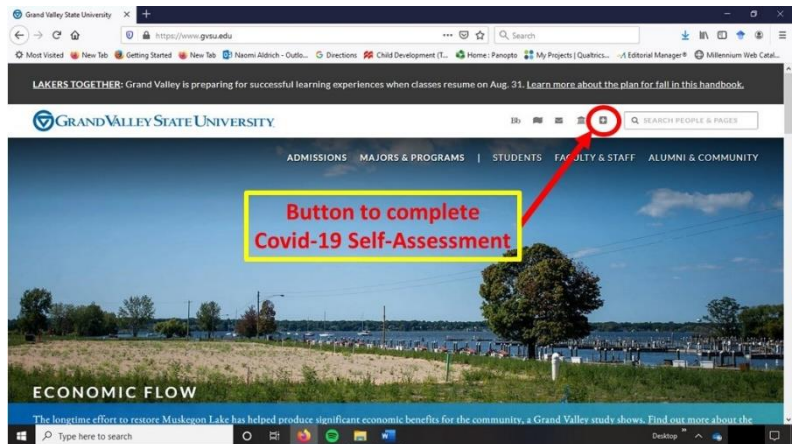 Grand Valley State University
https://www.gvsu.edu
Search
Most Visited New Tab Getting Started New Tab Naomi Aldrich - Outlo... Directions Child Development (T... Home : Panopto My Projects | Qualtrics... Editorial Manager® Millennium Web Catal...
LAKERS TOGETHER: Grand Valley is preparing for successful learning experiences when classes resume on Aug. 31. Learn more about the plan for fall in this handbook.
GRAND VALLEY STATE UNIVERSITY
Bb
SEARCH PEOPLE & PAGES
ADMISSIONS MAJORS & PROGRAMS | STUDENTS FACULTY & STAFF ALUMNI & COMMUNITY
Button to complete
Covid-19 Self-Assessment
ECONOMIC FLOW
The longtime effort to restore Muskegon Lake has helped produce significant economic benefits for the community, a Grand Valley study shows. Find out more about the
Type here to search
Desktop